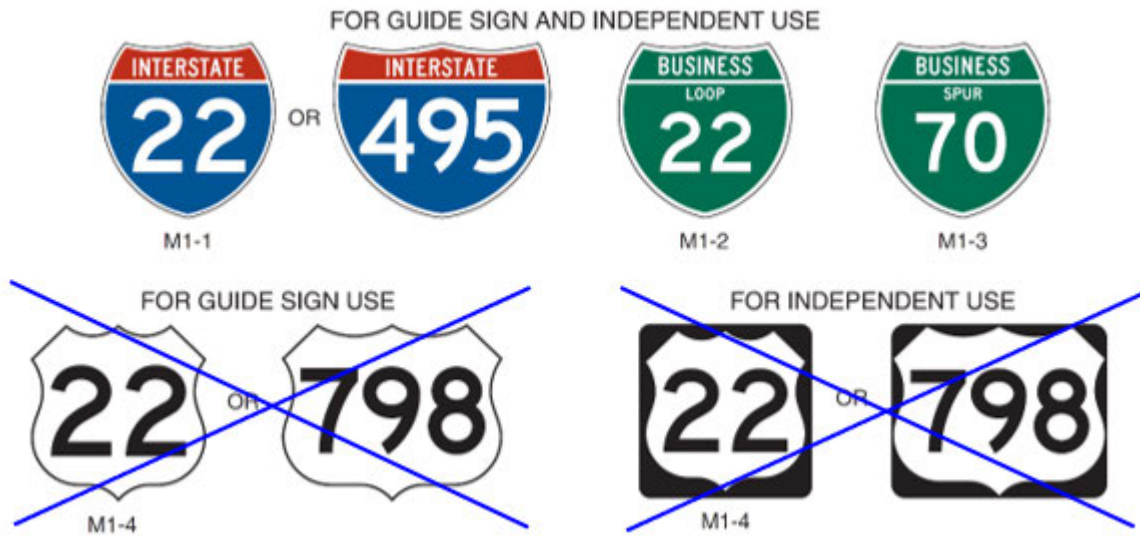 FOR GUIDE SIGN AND INDEPENDENT USE
INTERSTATE
22
OR
INTERSTATE
495
BUSINESS
LOOP
22
BUSINESS
SPUR
70
M1-1
M1-2
M1-3
FOR GUIDE SIGN USE
22
OR
798
M1-4
FOR INDEPENDENT USE
22
OR
798
M1-4